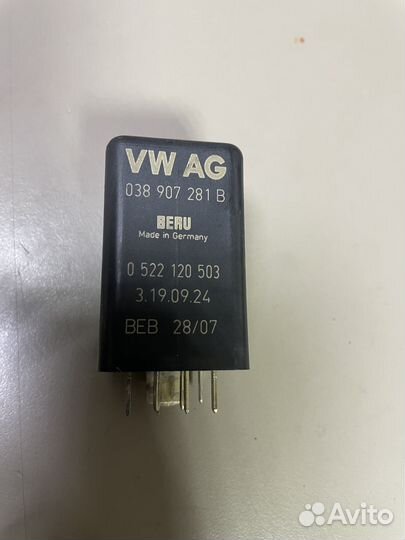 VW AG
038 907 281 B
BERU
Made in Germany
0 522 120 503
3.19.09.24
BEB 28/07
Avito